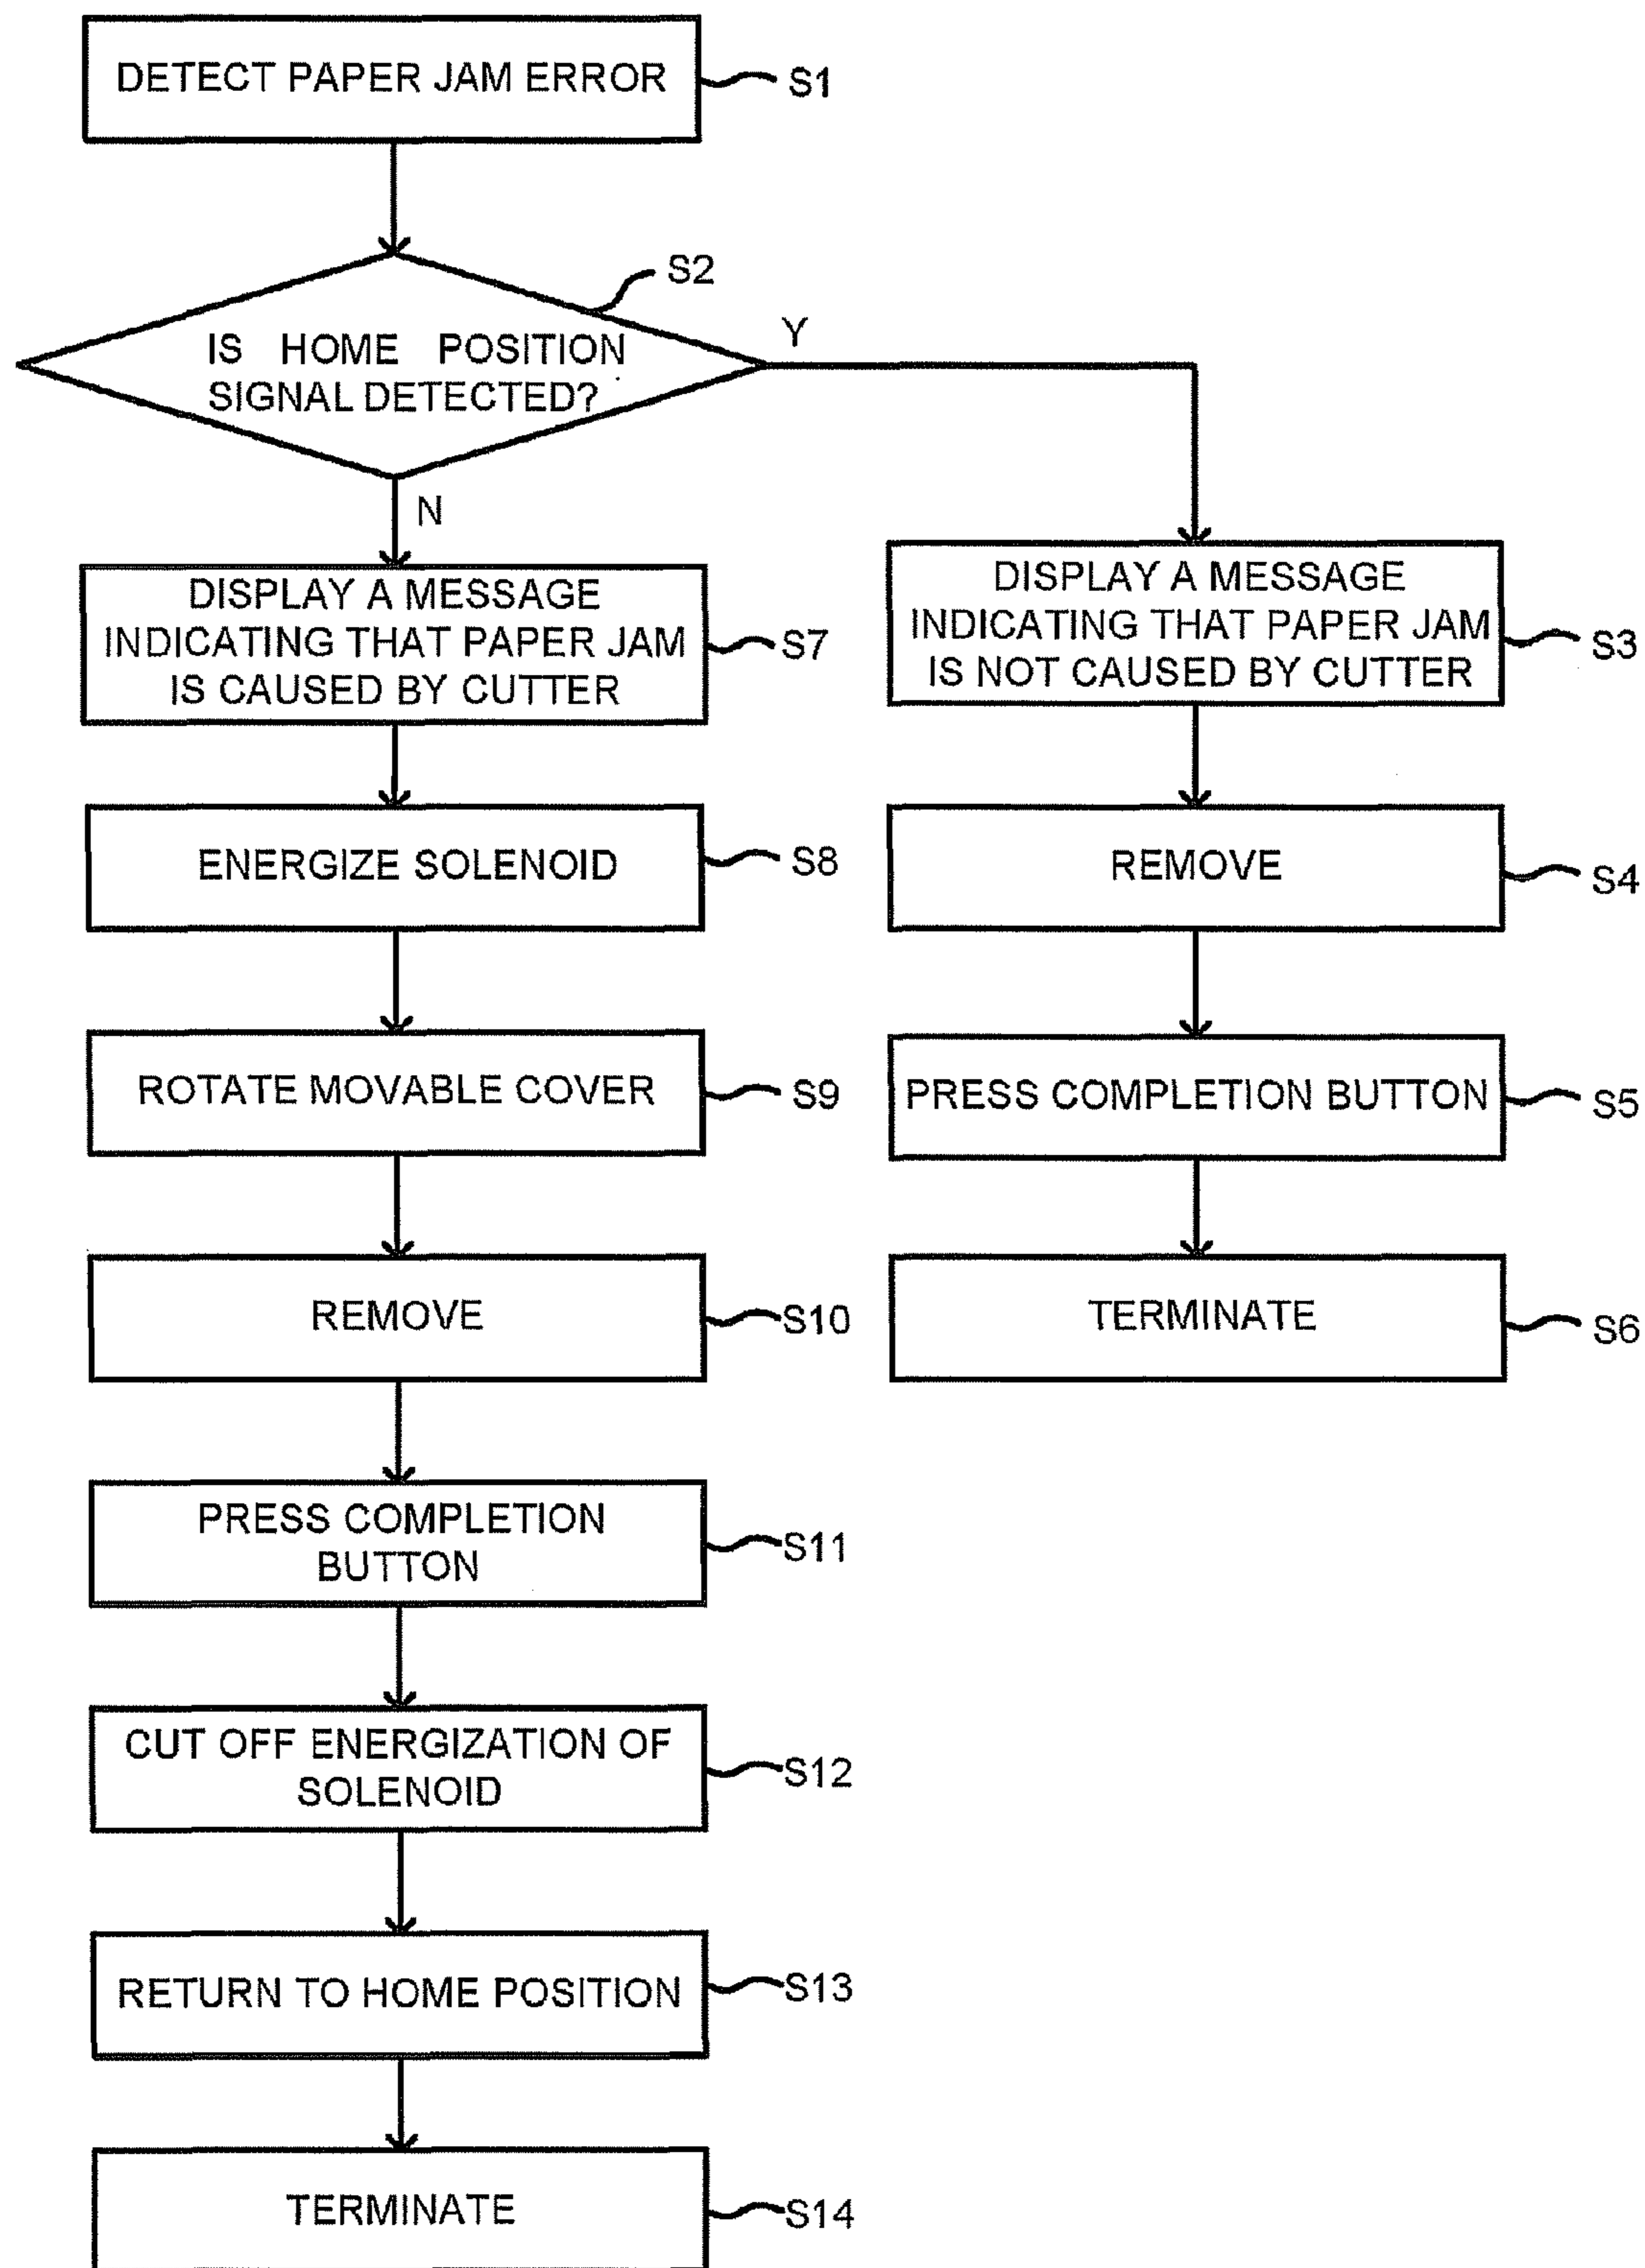 DETECT PAPER JAM ERROR
S1
S2
IS HOME POSITION
SIGNAL DETECTED?
Y
N
DISPLAY A MESSAGE
INDICATING THAT PAPER JAM
IS CAUSED BY CUTTER
S7
DISPLAY A MESSAGE
INDICATING THAT PAPER JAM
IS NOT CAUSED BY CUTTER
S3
ENERGIZE SOLENOID
S8
REMOVE
S4
ROTATE MOVABLE COVER
S9
PRESS COMPLETION BUTTON
S5
REMOVE
S10
TERMINATE
S6
PRESS COMPLETION
BUTTON
S11
CUT OFF ENERGIZATION OF
SOLENOID
S12
RETURN TO HOME POSITION
S13
TERMINATE
S14